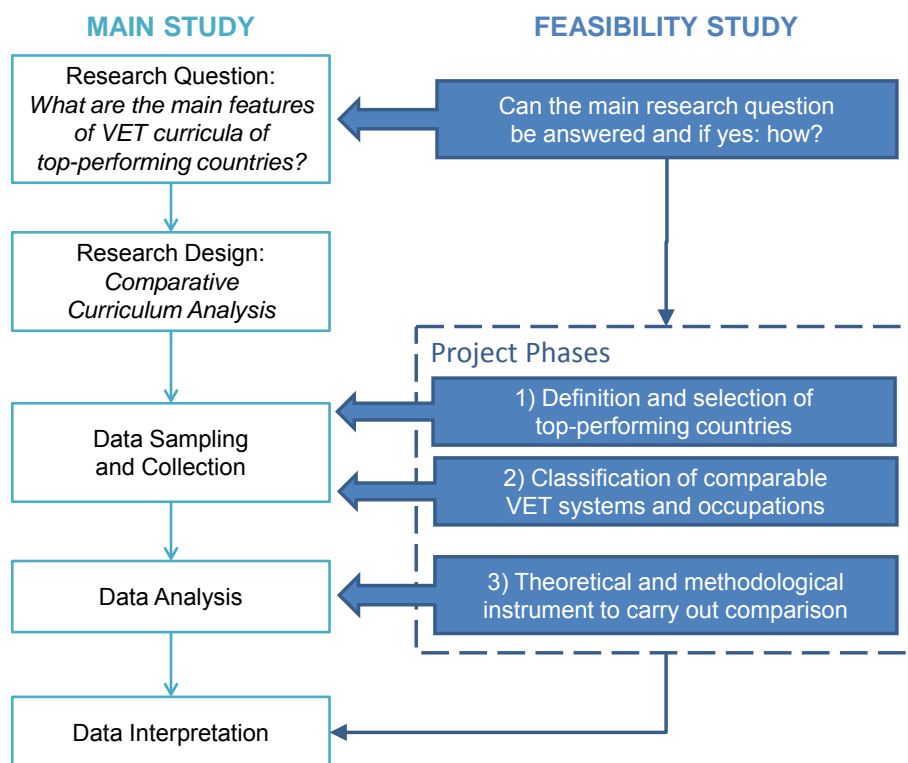 MAIN STUDY
Research Question:
What are the main features
of VET curricula of
top-performing countries?
Research Design:
Comparative
Curriculum Analysis
Data Sampling
and Collection
Data Analysis
Data Interpretation
FEASIBILITY STUDY
Can the main research question
be answered and if yes: how?
Project Phases
1) Definition and selection of
top-performing countries
2) Classification of comparable
VET systems and occupations
3) Theoretical and methodological
instrument to carry out comparison